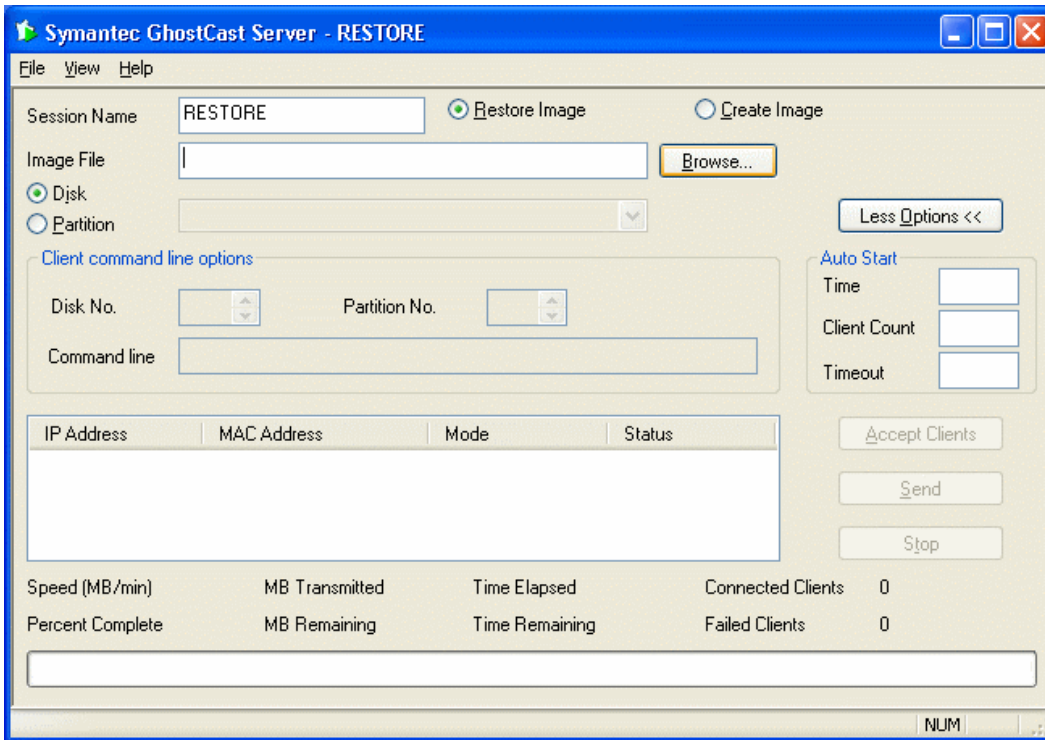 Symantec GhostCast Server - RESTORE
File View Help
Session Name RESTORE Restore Image Create Image
Image File Browse...
Disk
Partition Less Options <<
Client command line options Auto Start
Time
Disk No. Partition No.
Client Count
Command line
Timeout
IP Address MAC Address Mode Status
Accept Clients
Send
Stop
Speed (MB/min) MB Transmitted Time Elapsed Connected Clients 0
Percent Complete MB Remaining Time Remaining Failed Clients 0
NUM